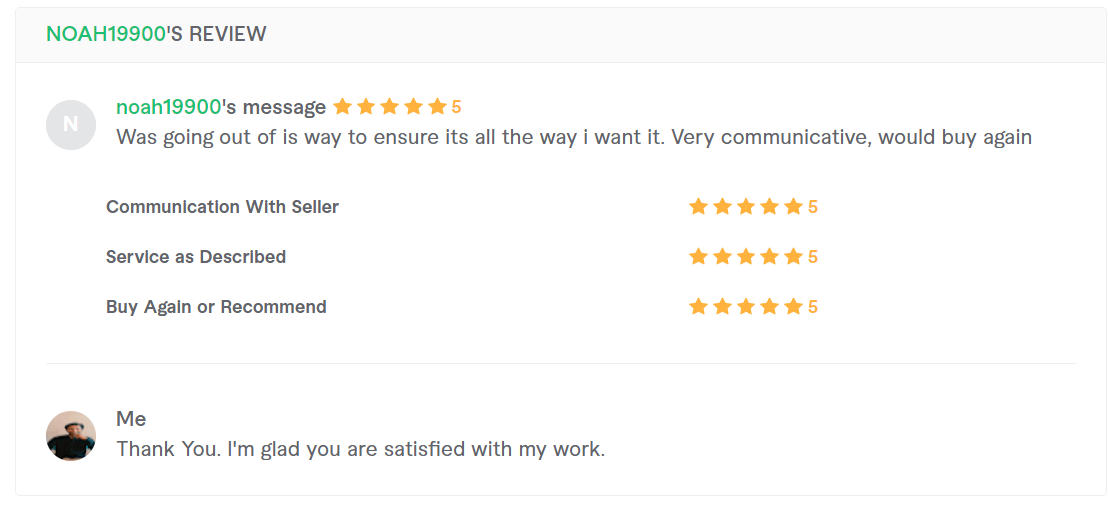 NOAH19900'S REVIEW
N
noah19900's message 5
Was going out of is way to ensure its all the way i want it. Very communicative, would buy again
Communication With Seller 5
Service as Described 5
Buy Again or Recommend 5
Me
Thank You. I'm glad you are satisfied with my work.